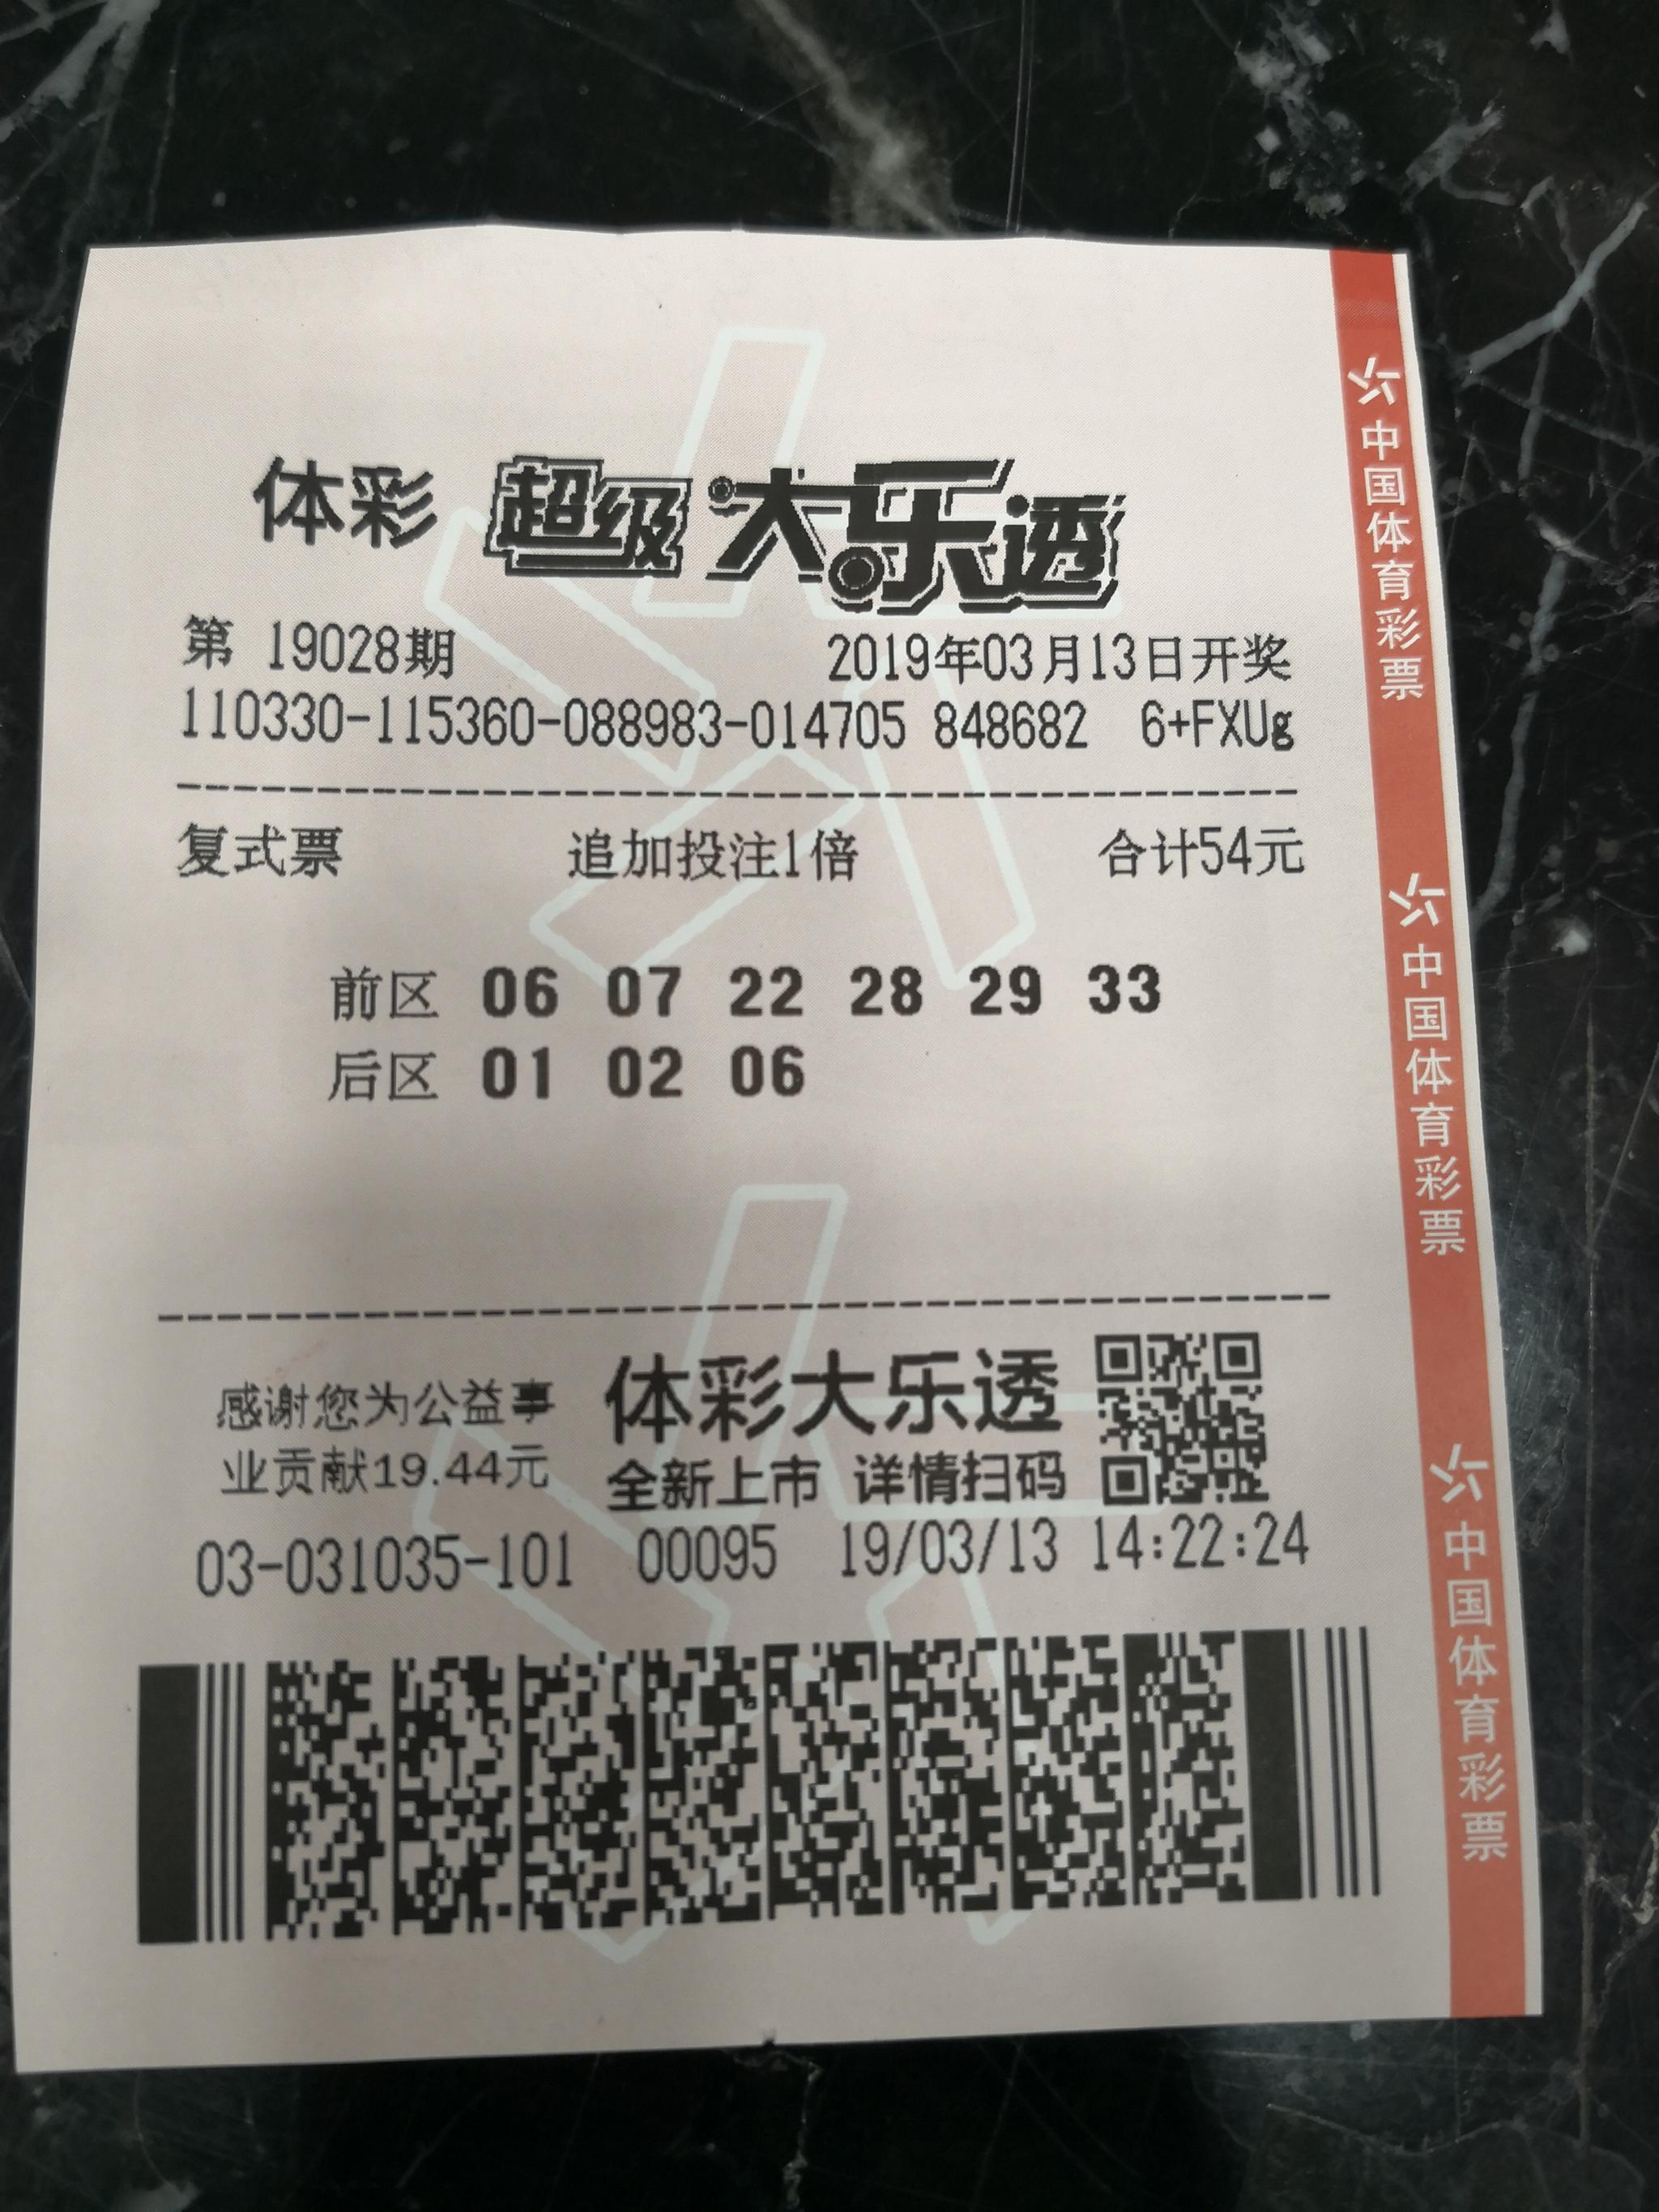 体彩 超级大乐透
第 19028期 2019年03月13日开奖
110330-115360-088983-014705 848682 6+FXUg
复式票 追加投注1倍 合计54元
前区 06 07 22 28 29 33
后区 01 02 06
感谢您为公益事
业贡献19.44元
体彩大乐透
全新上市 详情扫码
03-031035-101 00095 19/03/13 14:22:24
中国体育彩票
中国体育彩票
中国体育彩票